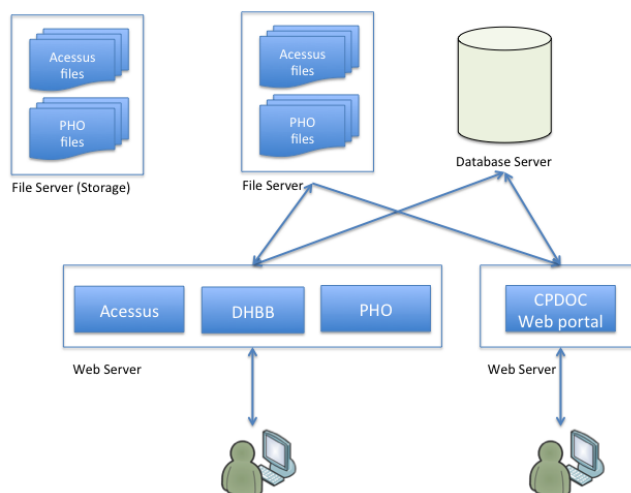 Acessus
files
PHO
files
File Server (Storage)
Acessus
files
PHO
files
File Server
Database Server
Acessus
DHBB
PHO
Web Server
CPDOC
Web portal
Web Server